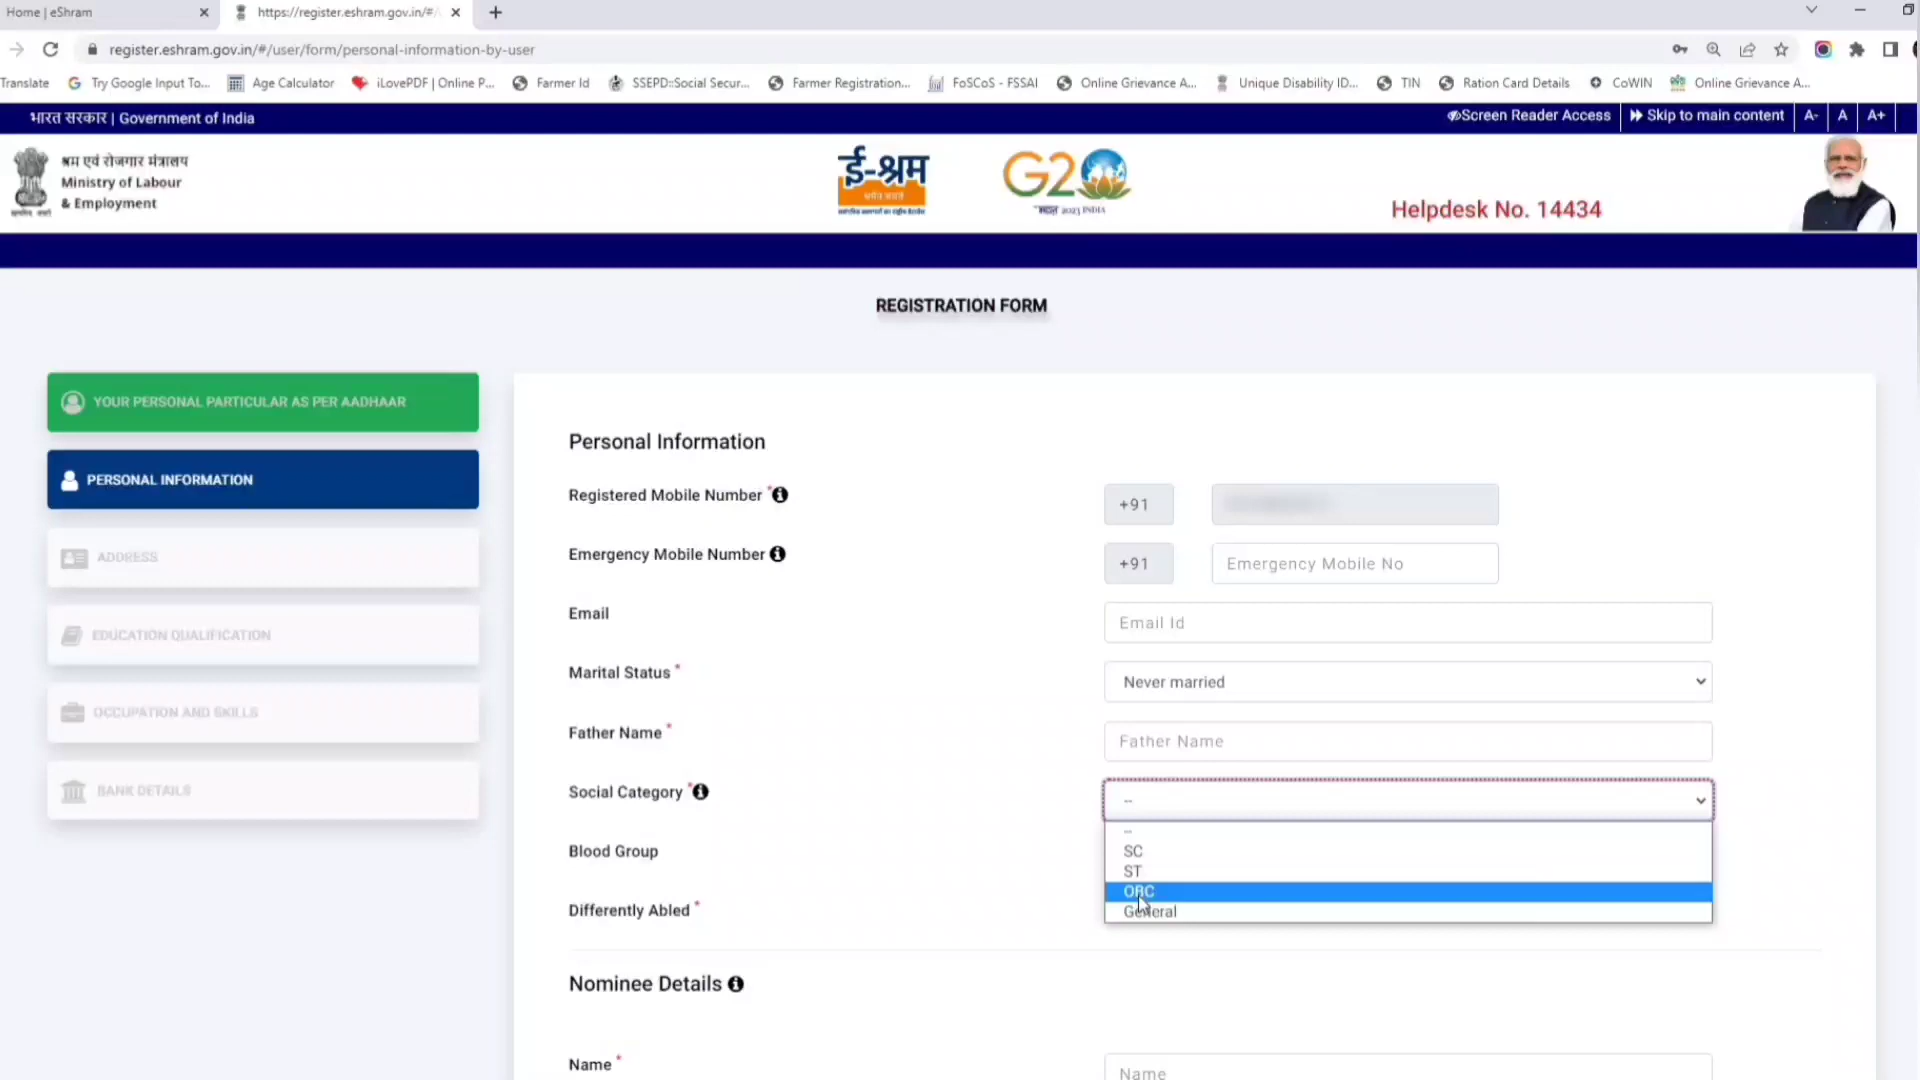 Home | eShram
https://register.eshram.gov.in/#/
register.eshram.gov.in/#/user/form/personal-information-by-user
Translate
Try Google Input To...
Age Calculator
iLovePDF | Online P...
Farmer Id
SSEPD::Social Secur...
Farmer Registration...
FoSCoS - FSSAI
Online Grievance A...
Unique Disability ID...
TIN
Ration Card Details
CoWIN
Online Grievance A...
भारत सरकार | Government of India
Screen Reader Access
Skip to main content
A-
A
A+
श्रम एवं रोजगार मंत्रालय
Ministry of Labour
& Employment
ई-श्रम
G2
2023 INDIA
Helpdesk No. 14434
REGISTRATION FORM
YOUR PERSONAL PARTICULAR AS PER AADHAAR
PERSONAL INFORMATION
ADDRESS
EDUCATION QUALIFICATION
OCCUPATION AND SKILLS
BANK DETAILS
Personal Information
Registered Mobile Number *
+91
Emergency Mobile Number
+91
Emergency Mobile No
Email
Email Id
Marital Status *
Never married
Father Name *
Father Name
Social Category *
--
--
SC
ST
OBC
General
Blood Group
Differently Abled *
Nominee Details
Name *
Name